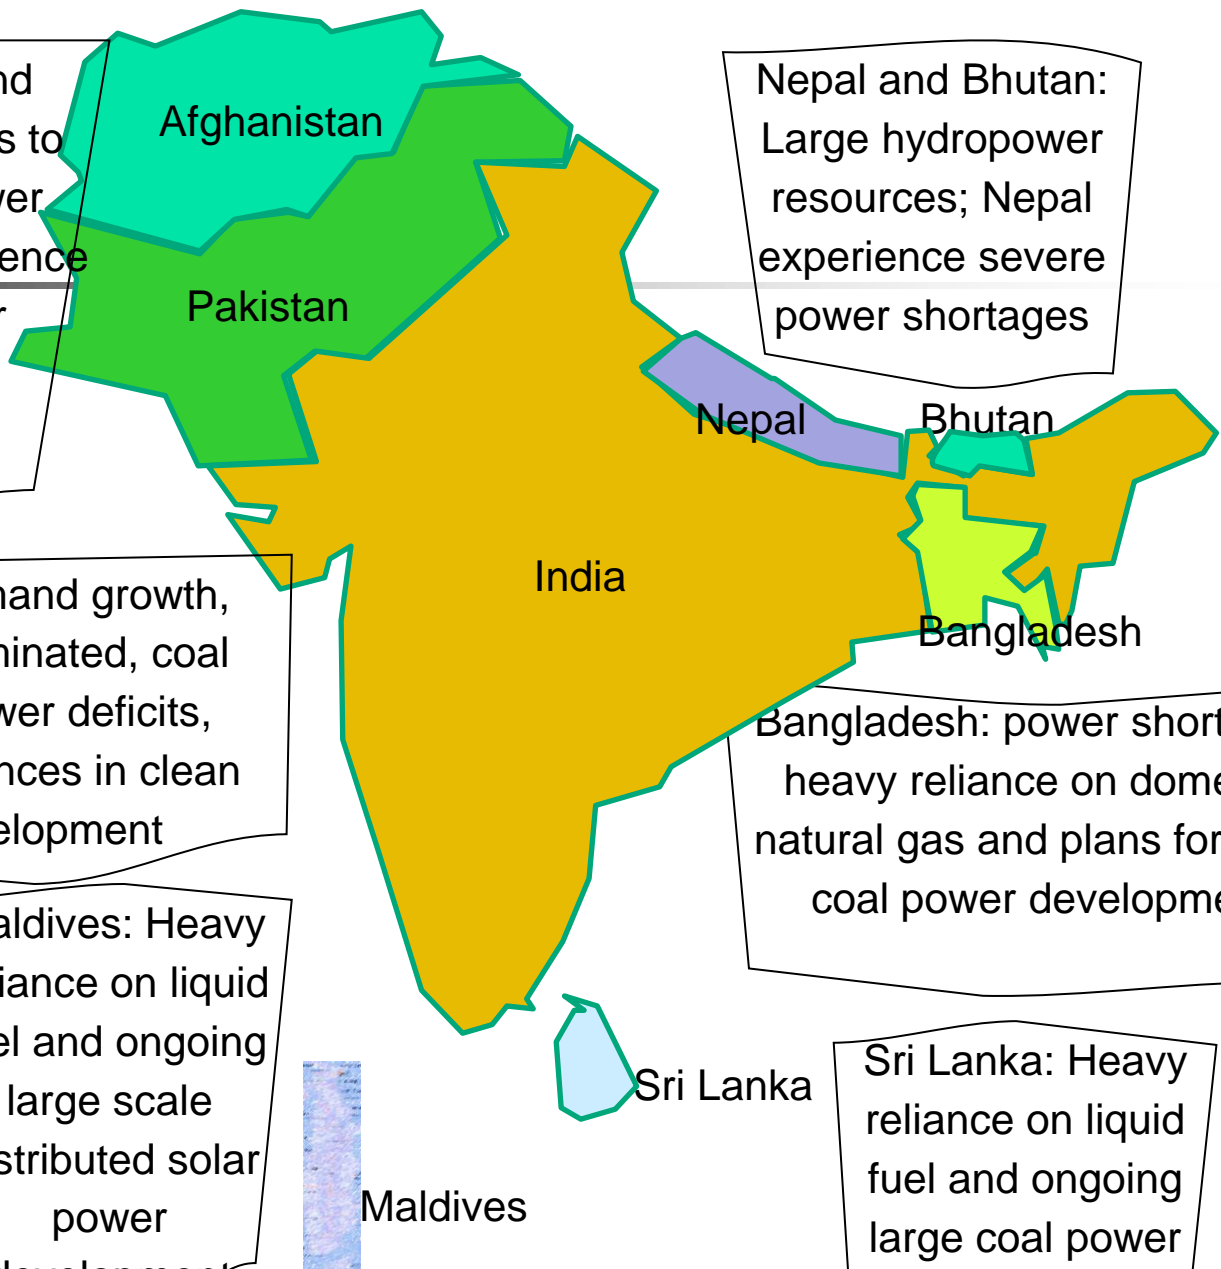 nd
s to
wer
ence
r
Afghanistan
Pakistan
Nepal and Bhutan:
Large hydropower
resources; Nepal
experience severe
power shortages
Nepal
Bhutan
India
Bangladesh
mand growth,
minated, coal
wer deficits,
nces in clean
elopment
Bangladesh: power short
heavy reliance on dome
natural gas and plans for
coal power developme
aldives: Heavy
iance on liquid
el and ongoing
large scale
stributed solar
power
development
Maldives
Sri Lanka
Sri Lanka: Heavy
reliance on liquid
fuel and ongoing
large coal power